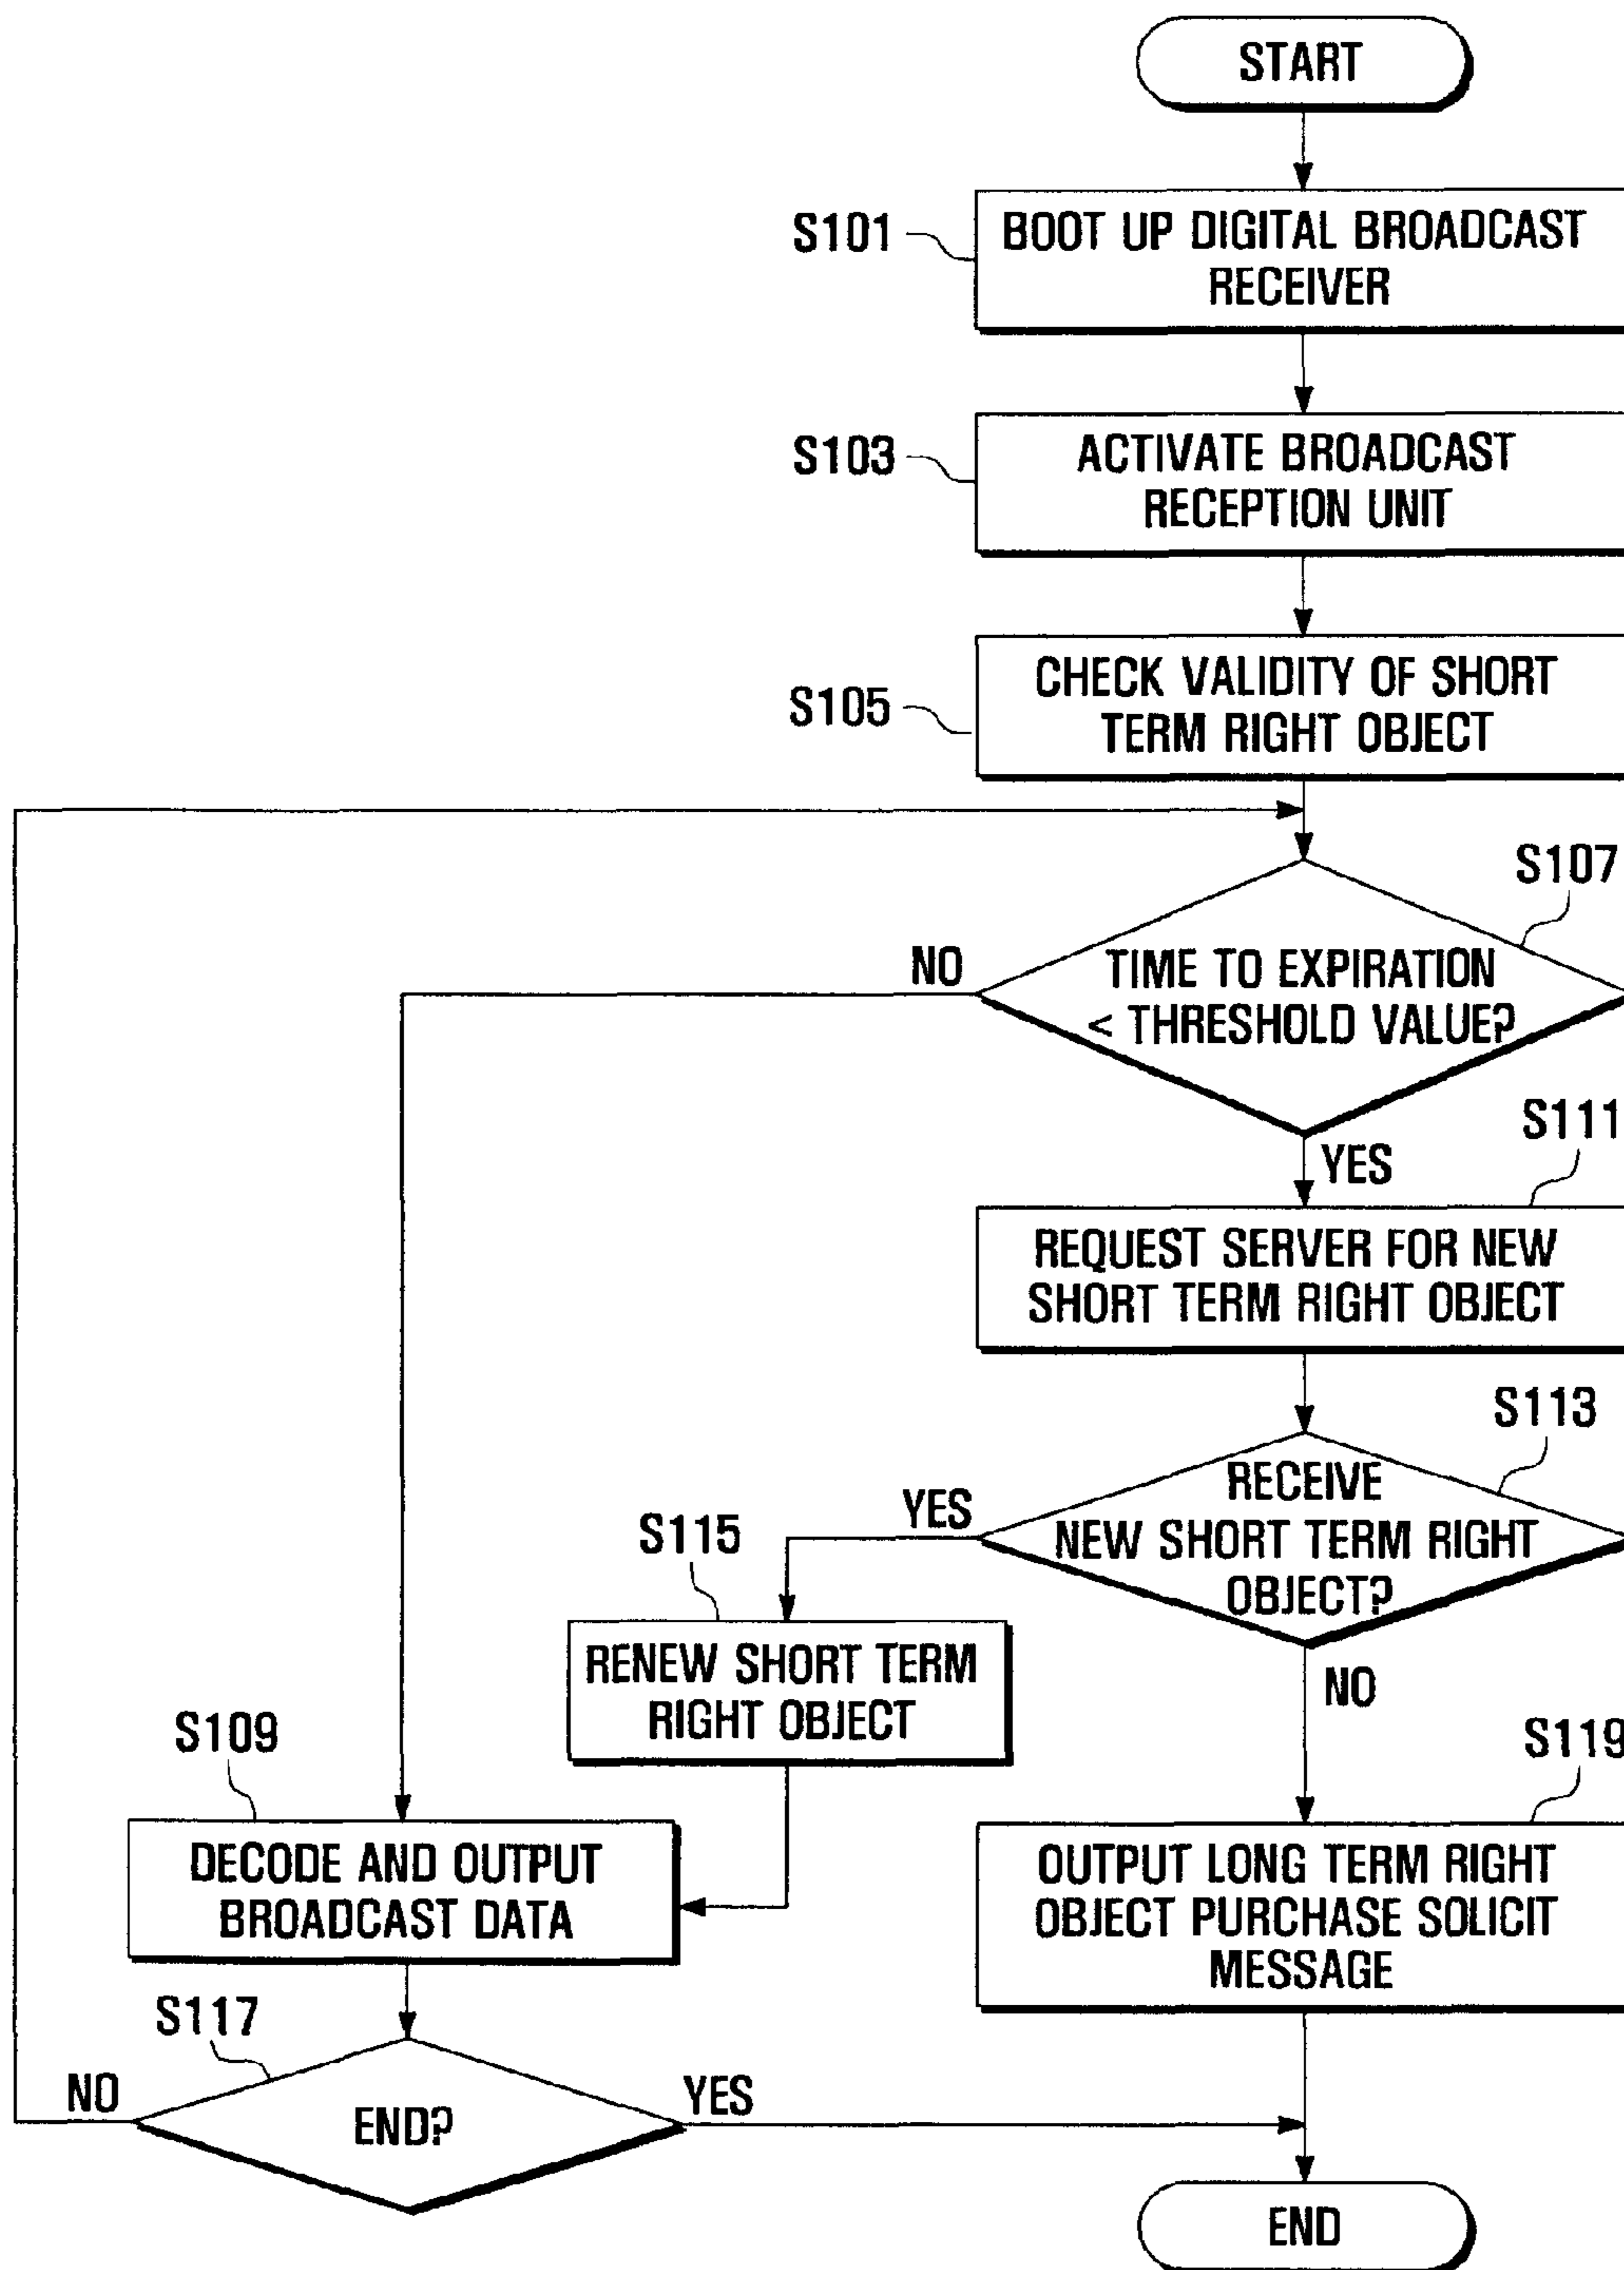 START
S101
BOOT UP DIGITAL BROADCAST
RECEIVER
S103
ACTIVATE BROADCAST
RECEPTION UNIT
S105
CHECK VALIDITY OF SHORT
TERM RIGHT OBJECT
S107
NO
TIME TO EXPIRATION
< THRESHOLD VALUE?
YES
S111
REQUEST SERVER FOR NEW
SHORT TERM RIGHT OBJECT
S113
RECEIVE
NEW SHORT TERM RIGHT
OBJECT?
YES
S115
RENEW SHORT TERM
RIGHT OBJECT
NO
S109
DECODE AND OUTPUT
BROADCAST DATA
S119
OUTPUT LONG TERM RIGHT
OBJECT PURCHASE SOLICIT
MESSAGE
S117
NO
END?
YES
END